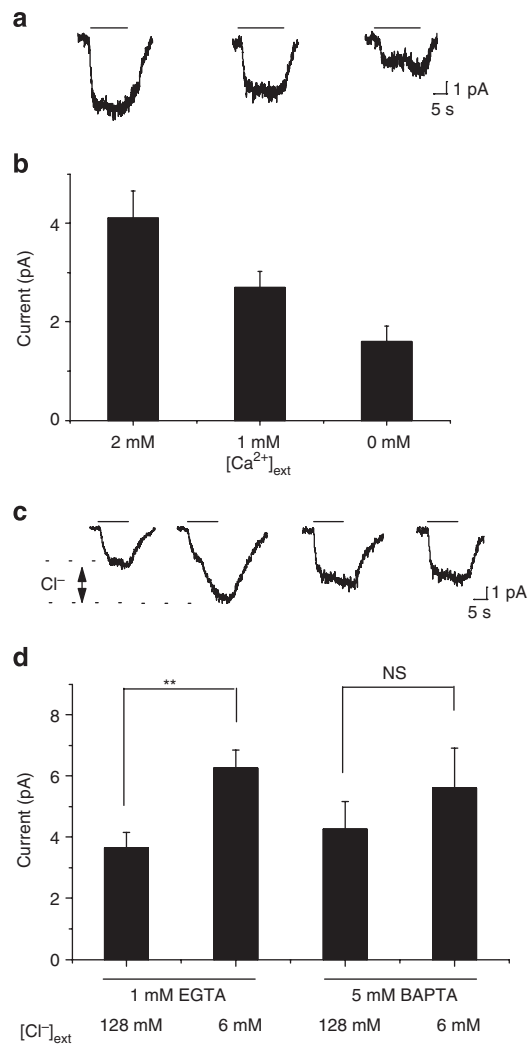 a
1 pA
5 s
b
Current (pA)
4
2
0
2 mM 1 mM 0 mM
[Ca²⁺]ext
c
Cl⁻
1 pA
5 s
d
Current (pA)
8
6
4
2
0
**
NS
1 mM EGTA 5 mM BAPTA
[Cl⁻]ext 128 mM 6 mM 128 mM 6 mM